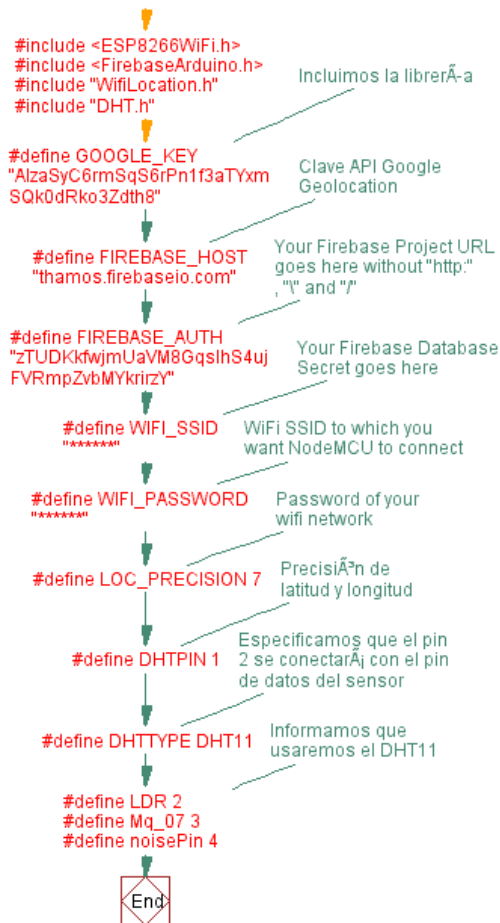 #include <ESP8266WiFi.h>
#include <FirebaseArduino.h>
#include "WifiLocation.h"
#include "DHT.h"
Incluimos la librerÃ-a
#define GOOGLE_KEY
"AIzaSyC6rmSqS6rPn1f3aTYxm
SQk0dRko3Zdth8"
Clave API Google
Geolocation
#define FIREBASE_HOST
"thamos.firebaseio.com"
Your Firebase Project URL
goes here without "http:"
, "\" and "/"
#define FIREBASE_AUTH
"zTUDKkfwjmUaVM8GqsIhS4uj
FVRmpZvbMYkrirzY"
Your Firebase Database
Secret goes here
#define WIFI_SSID
"******"
WiFi SSID to which you
want NodeMCU to connect
#define WIFI_PASSWORD
"******"
Password of your
wifi network
#define LOC_PRECISION 7
PrecisiÃ³n de
latitud y longitud
#define DHTPIN 1
Especificamos que el pin
2 se conectarÃ¡ con el pin
de datos del sensor
#define DHTTYPE DHT11
Informamos que
usaremos el DHT11
#define LDR 2
#define Mq_07 3
#define noisePin 4
End